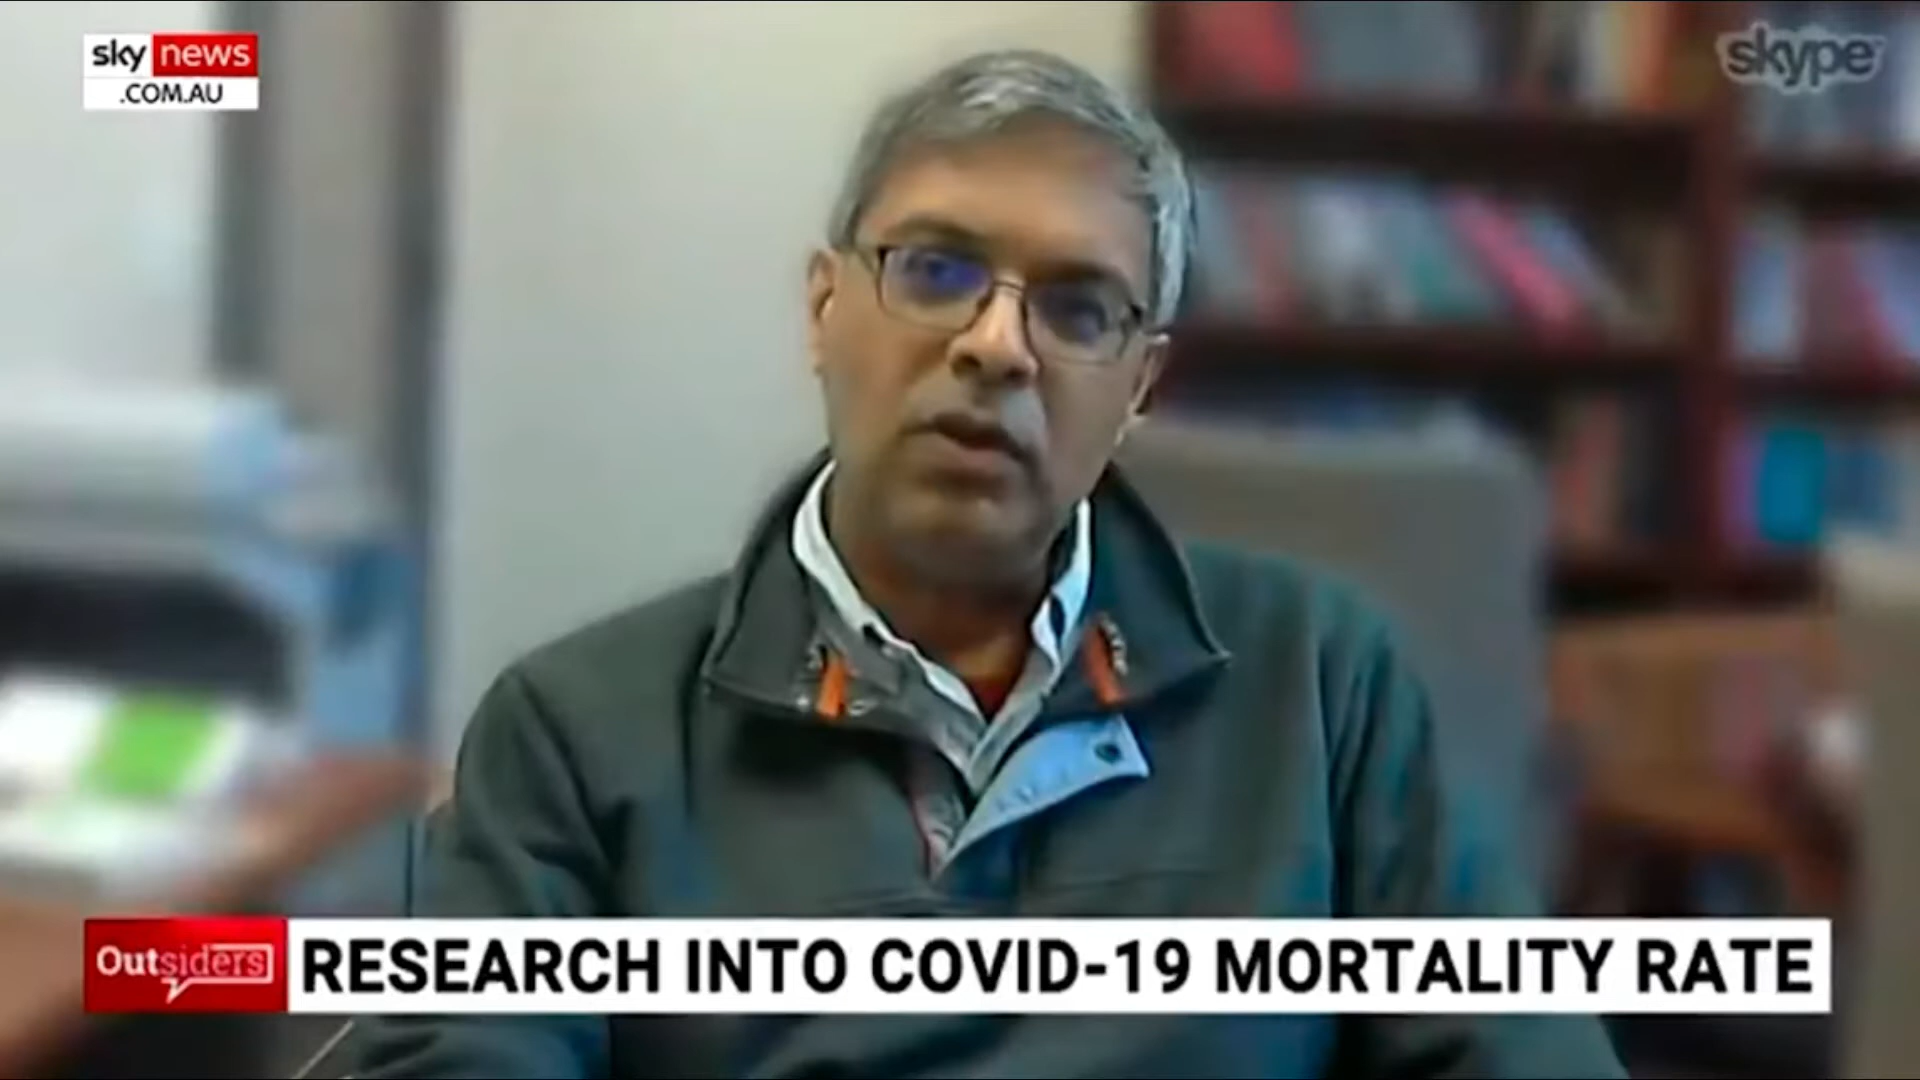 sky news
.COM.AU
skype
Outsiders
RESEARCH INTO COVID-19 MORTALITY RATE